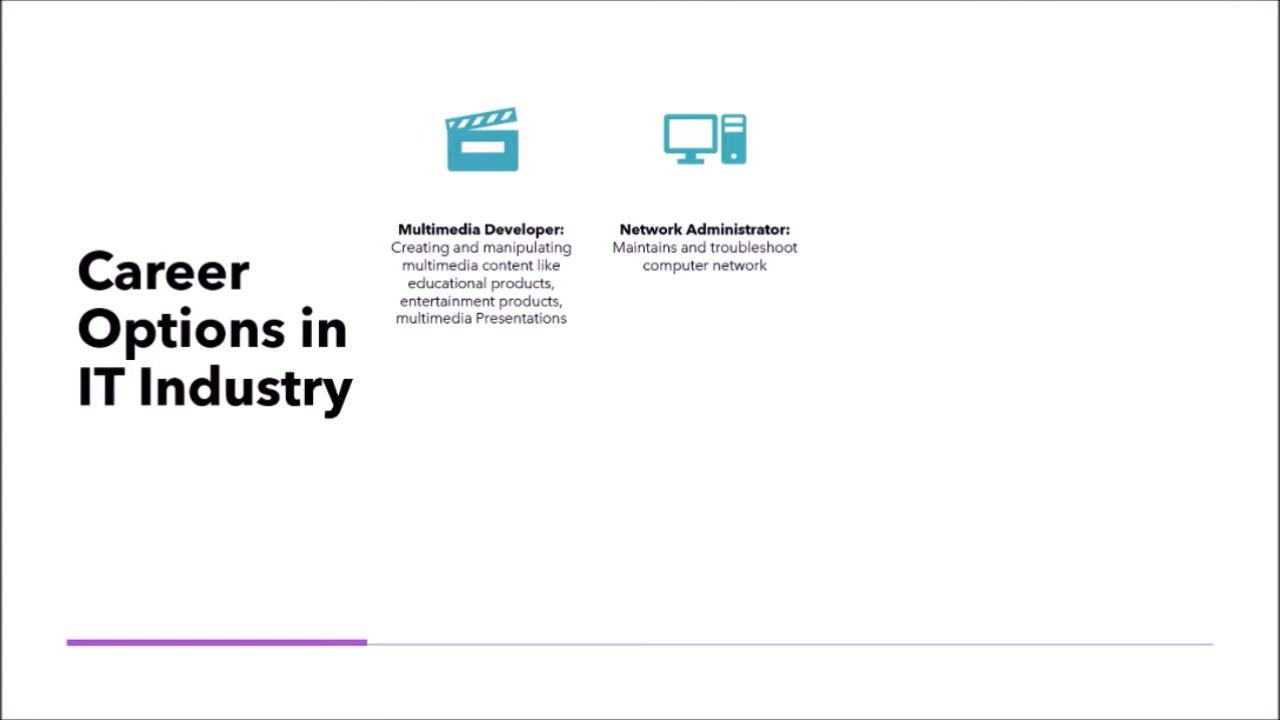 Career
Options in
IT Industry
Multimedia Developer:
Creating and manipulating
multimedia content like
educational products,
entertainment products,
multimedia Presentations
Network Administrator:
Maintains and troubleshoot
computer network